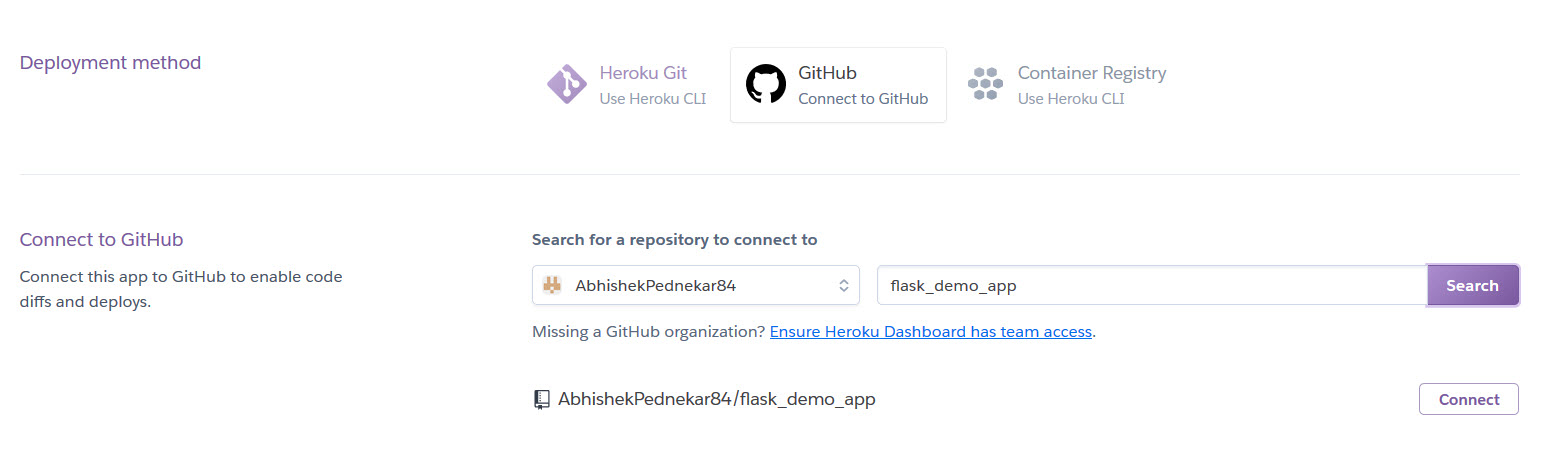 Deployment method
Heroku Git
Use Heroku CLI
GitHub
Connect to GitHub
Container Registry
Use Heroku CLI
Connect to GitHub
Connect this app to GitHub to enable code
diffs and deploys.
Search for a repository to connect to
AbhishekPednekar84
flask_demo_app
Search
Missing a GitHub organization? Ensure Heroku Dashboard has team access.
AbhishekPednekar84/flask_demo_app
Connect